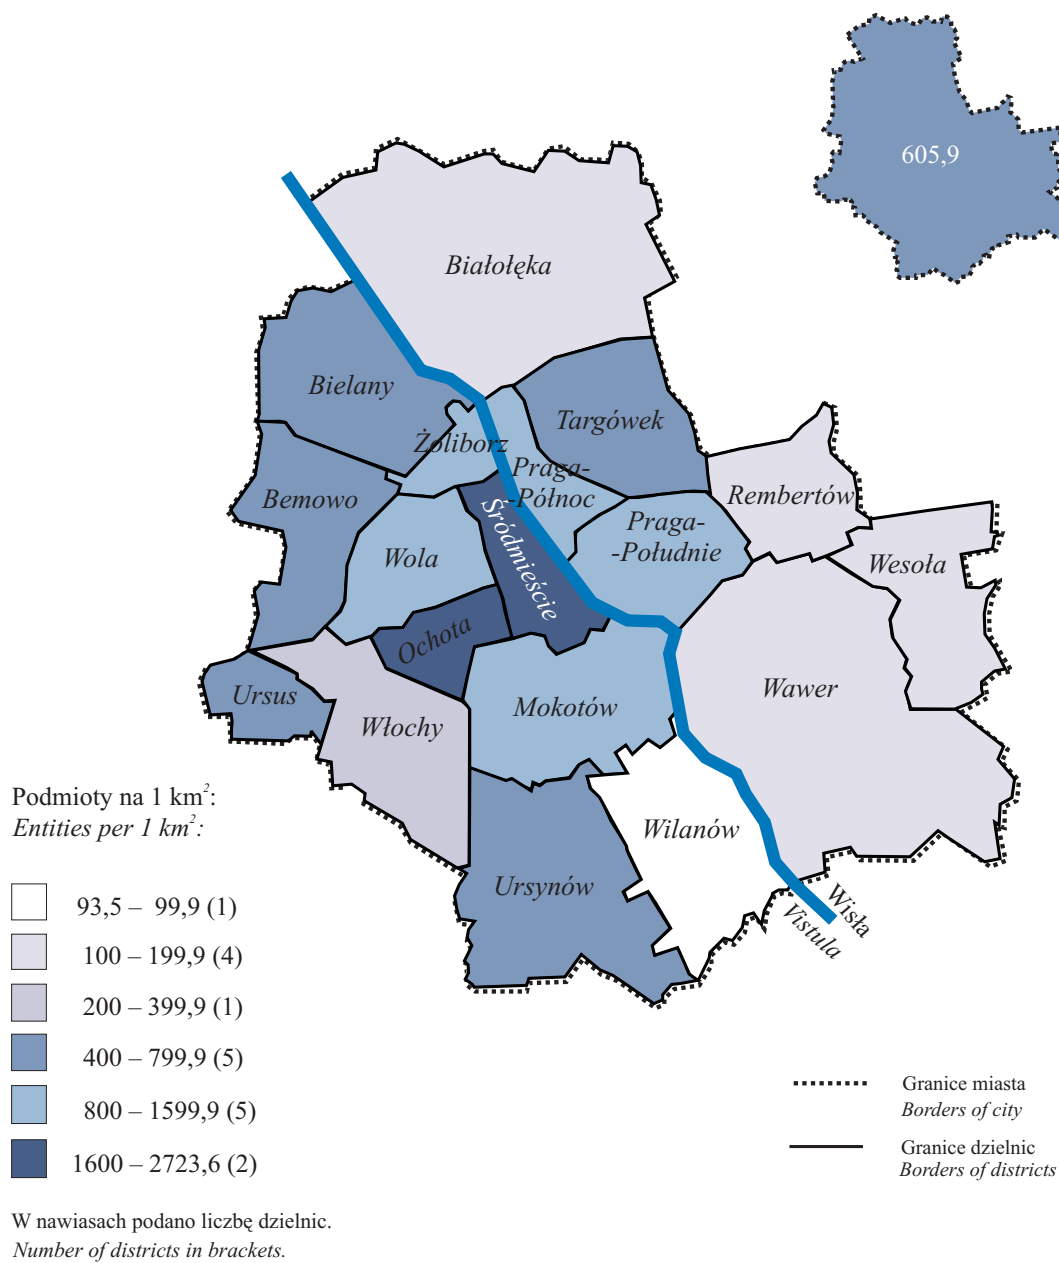 605,9
Białołęka
Bielany
Żoliborz
Targówek
Praga-
-Północ
Bemowo
Rembertów
Praga-
-Południe
Wola
Śródmieście
Wesoła
Ochota
Ursus
Włochy
Mokotów
Wawer
Wilanów
Ursynów
Wisła
Vistula
Podmioty na 1 km²:
Entities per 1 km²:
93,5 – 99,9 (1)
100 – 199,9 (4)
200 – 399,9 (1)
400 – 799,9 (5)
800 – 1599,9 (5)
1600 – 2723,6 (2)
Granice miasta
Borders of city
Granice dzielnic
Borders of districts
W nawiasach podano liczbę dzielnic.
Number of districts in brackets.